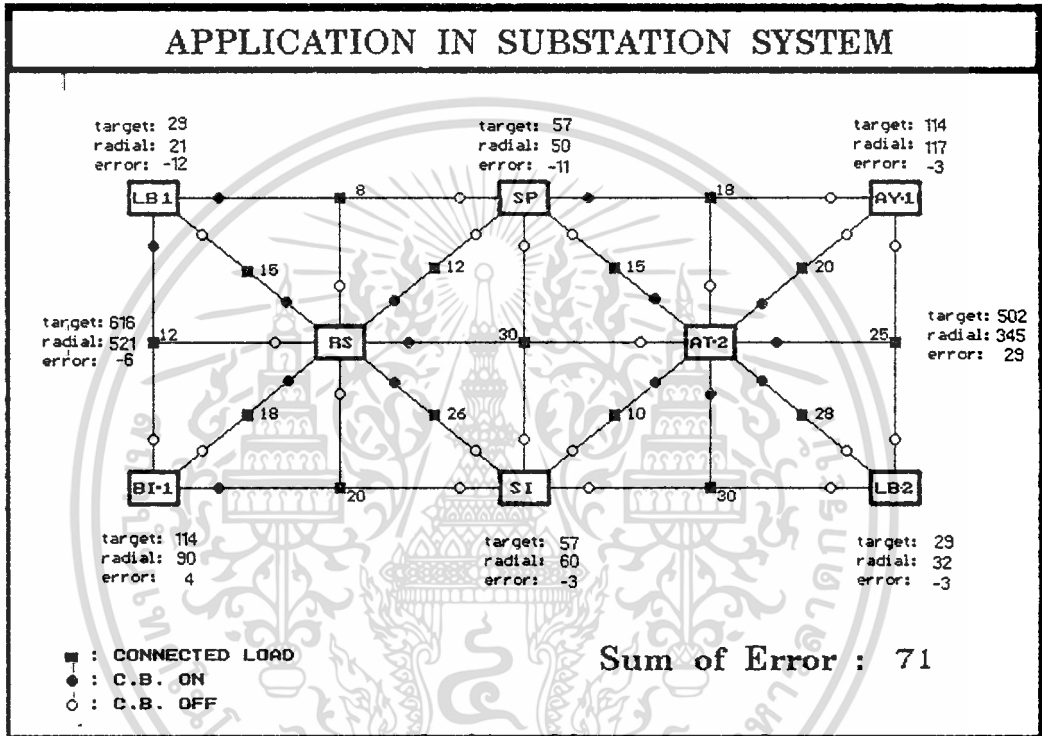 APPLICATION IN SUBSTATION SYSTEM
target: 29
radial: 21
error: -12
target: 57
radial: 50
error: -11
target: 114
radial: 117
error: -3
LB1
8
SP
18
AY-1
15
12
15
20
target: 616
radial: 521
error: -6
12
RS
30
AT-2
25
target: 502
radial: 345
error: 29
18
26
10
28
BI-1
20
SI
30
LB-2
target: 114
radial: 90
error: 4
target: 57
radial: 60
error: -3
target: 29
radial: 32
error: -3
■ : CONNECTED LOAD
● : C.B. ON
○ : C.B. OFF
Sum of Error : 71